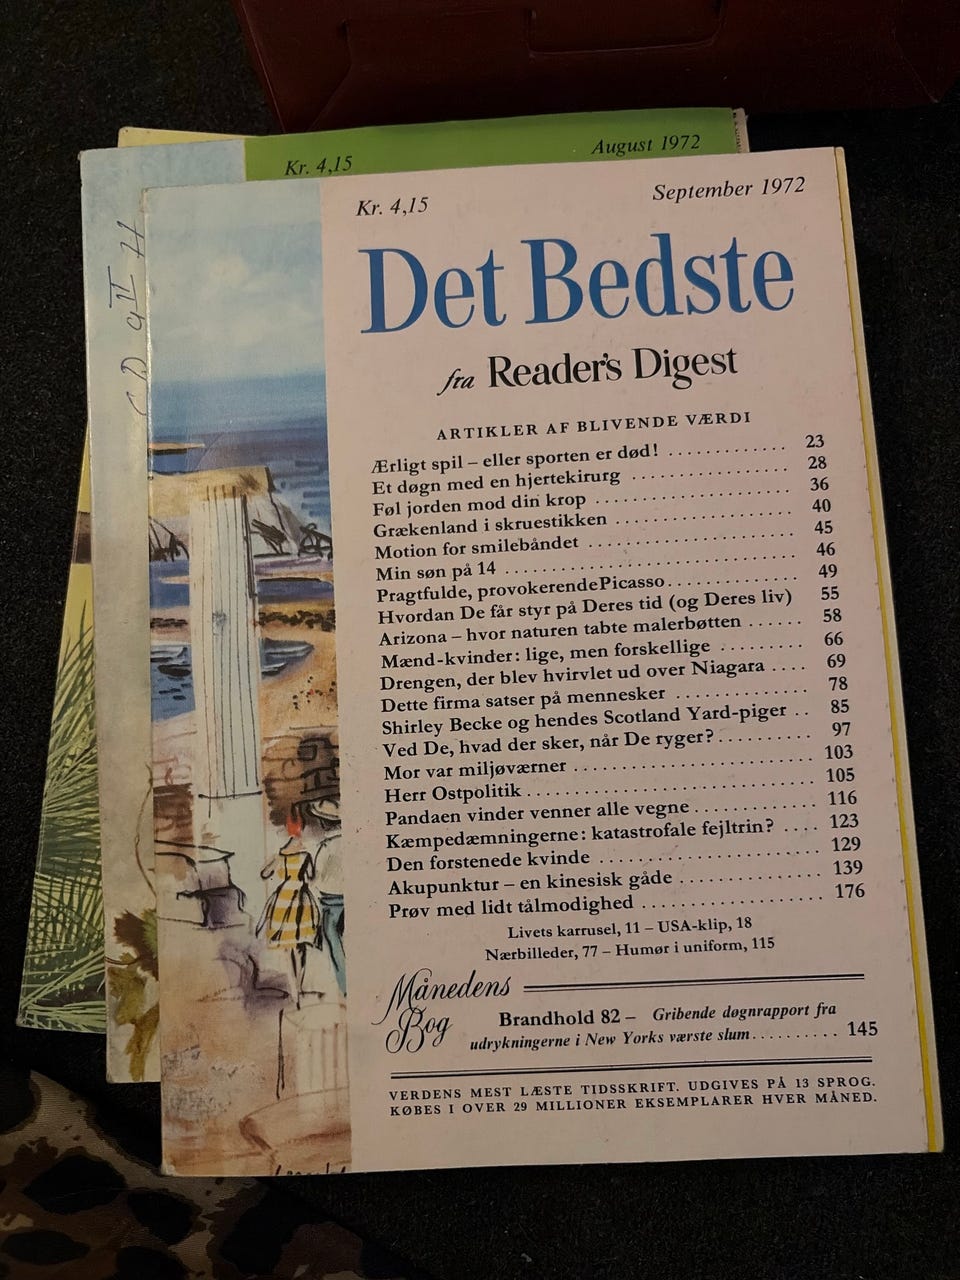 Kr. 4,15 August 1972
Kr. 4,15 September 1972
Det Bedste
fra Reader's Digest
ARTIKLER AF BLIVENDE VÆRDI
Ærligt spil – eller sporten er død! . . . . . . . . . . . . 23
Et døgn med en hjertekirurg . . . . . . . . . . . . . . . . 28
Føl jorden mod din krop . . . . . . . . . . . . . . . . . . . 36
Grækenland i skruestikken . . . . . . . . . . . . . . . . . . 40
Motion for smilebåndet . . . . . . . . . . . . . . . . . . . . 45
Min søn på 14 . . . . . . . . . . . . . . . . . . . . . . . . . . . 46
Pragtfulde, provokerendePicasso . . . . . . . . . . . . . 49
Hvordan De får styr på Deres tid (og Deres liv) 55
Arizona – hvor naturen tabte malerbøtten . . . . . . 58
Mænd-kvinder: lige, men forskellige . . . . . . . . . 66
Drengen, der blev hvirvlet ud over Niagara . . . . 69
Dette firma satser på mennesker . . . . . . . . . . . . . 78
Shirley Becke og hendes Scotland Yard-piger . . 85
Ved De, hvad der sker, når De ryger? . . . . . . . . . 97
Mor var miljøværner . . . . . . . . . . . . . . . . . . . . . . 103
Herr Ostpolitik . . . . . . . . . . . . . . . . . . . . . . . . . . 105
Pandaen vinder venner alle vegne . . . . . . . . . . . . 116
Kæmpedæmningerne: katastrofale fejltrin? . . . . 123
Den forstenede kvinde . . . . . . . . . . . . . . . . . . . . . 129
Akupunktur – en kinesisk gåde . . . . . . . . . . . . . . 139
Prøv med lidt tålmodighed . . . . . . . . . . . . . . . . . . 176
Livets karrusel, 11 – USA-klip, 18
Nærbilleder, 77 – Humør i uniform, 115
Månedens
Bog
Brandhold 82 – Gribende døgnrapport fra
udrykningerne i New Yorks værste slum . . . . . . . . . . 145
VERDENS MEST LÆSTE TIDSSKRIFT. UDGIVES PÅ 13 SPROG.
KØBES I OVER 29 MILLIONER EKSEMPLARER HVER MÅNED.